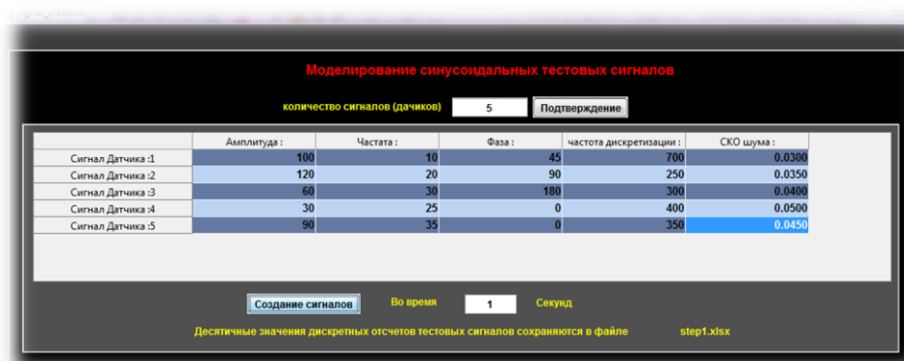 signal_creation
Моделирование синусоидальных тестовых сигналов
количество сигналов (дачиков) 5 Подтверждение
Амплитуда : Частата : Фаза : частота дискретизации : СКО шума :
Сигнал Датчика :1 100 10 45 700 0.0300
Сигнал Датчика :2 120 20 90 250 0.0350
Сигнал Датчика :3 60 30 180 300 0.0400
Сигнал Датчика :4 30 25 0 400 0.0500
Сигнал Датчика :5 90 35 0 350 0.0450
Создание сигналов Во время 1 Секунд
Десятичные значения дискретных отсчетов тестовых сигналов сохраняются в файле step1.xlsx